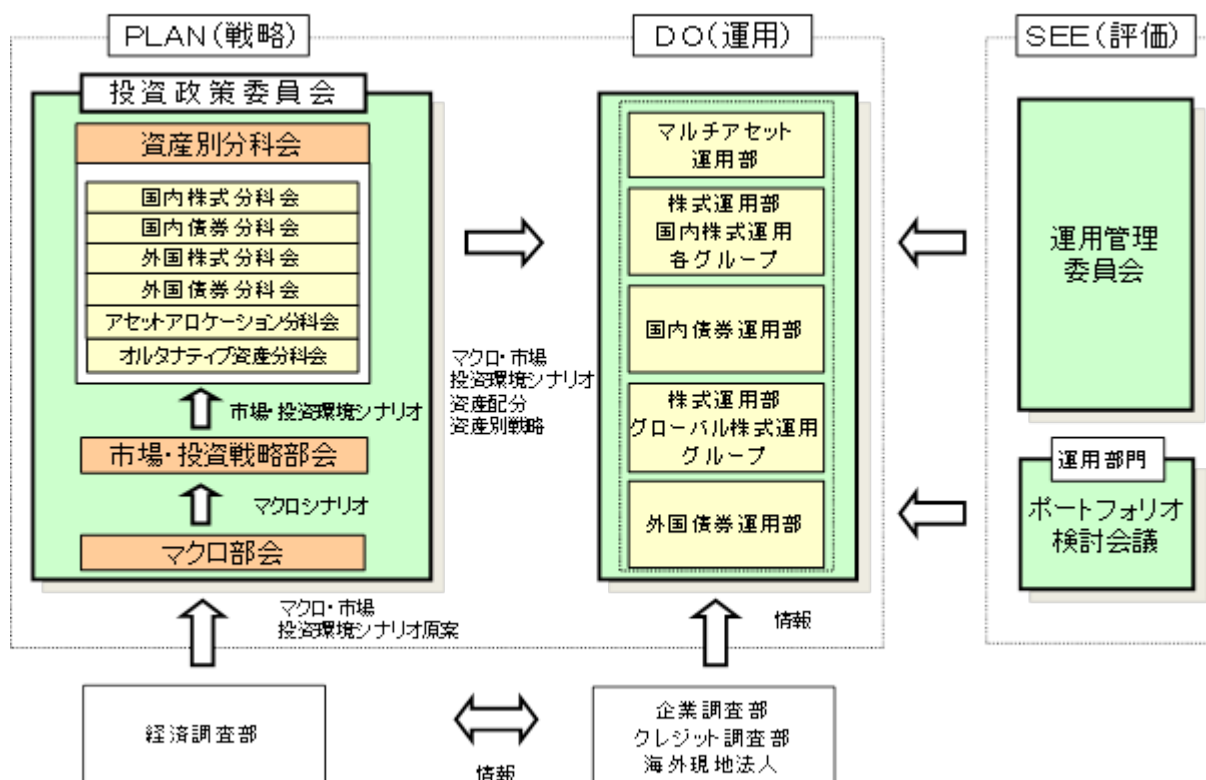 PLAN(戦略)
投資政策委員会
資産別分科会
国内株式分科会
国内債券分科会
外国株式分科会
外国債券分科会
アセットアロケーション分科会
オルタナティブ資産分科会
市場・投資環境シナリオ
市場・投資戦略部会
マクロシナリオ
マクロ部会
マクロ・市場
投資環境シナリオ原案
経済調査部
マクロ・市場
投資環境シナリオ
資産配分
資産別戦略
DO(運用)
マルチアセット
運用部
株式運用部
国内株式運用
各グループ
国内債券運用部
株式運用部
グローバル株式運用
グループ
外国債券運用部
情報
情報
企業調査部
クレジット調査部
海外現地法人
SEE(評価)
運用管理
委員会
運用部門
ポートフォリオ
検討会議